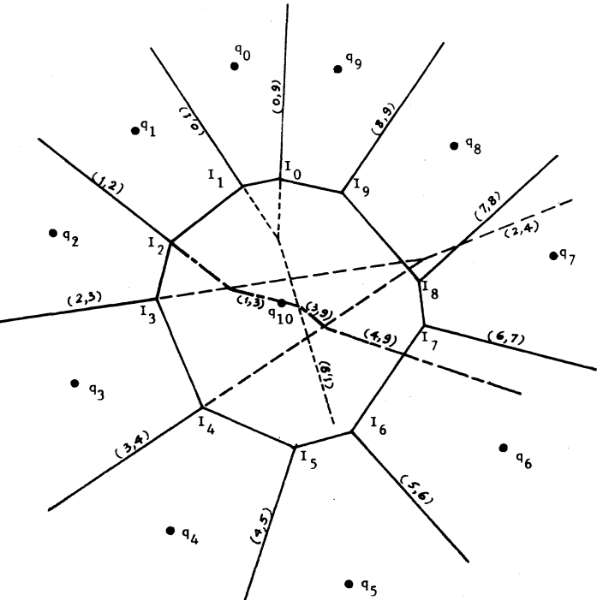 q0
q9
(0,9)
(8,9)
(1,0)
q1
q8
I0
I1
I9
(1,2)
(7,8)
(2,4)
q2
I2
q7
I8
(2,3)
I3
(1,3)
q10
(3,9)
I7
(4,9)
(6,7)
(1,8)
q3
I4
I6
(3,4)
I5
q6
(5,6)
(4,5)
q4
q5